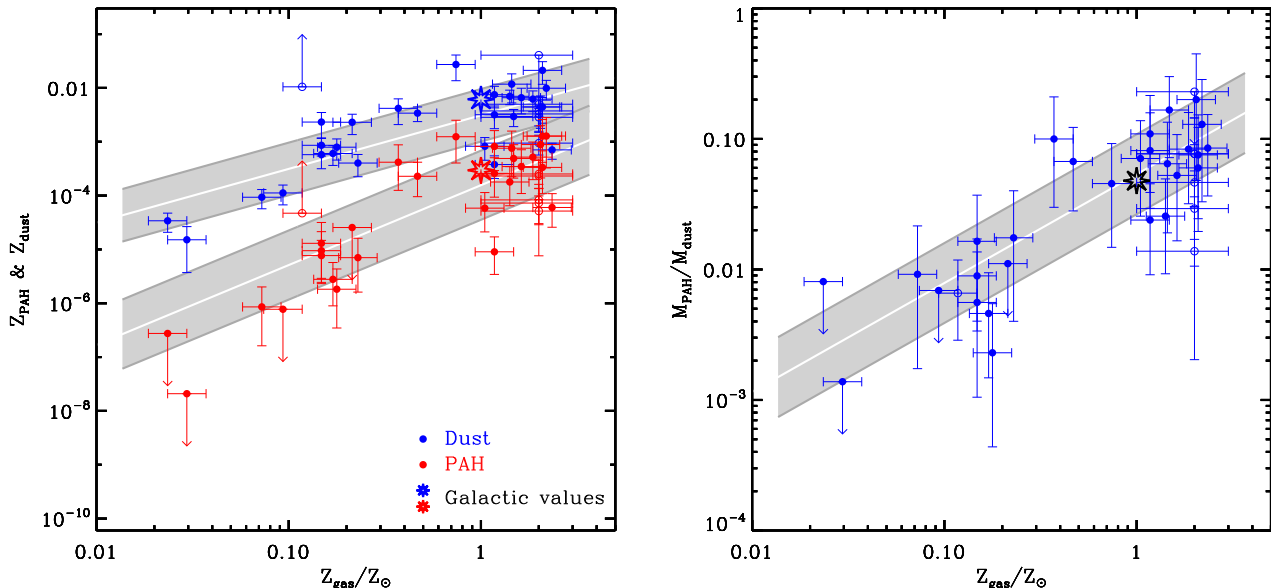 Z_PAH & Z_dust
0.01
10^-4
10^-6
10^-8
10^-10
0.01 0.10 1
Z_gas/Z_⊙
Dust
PAH
Galactic values
M_PAH/M_dust
1
0.10
0.01
10^-3
10^-4
0.01 0.10 1
Z_gas/Z_⊙